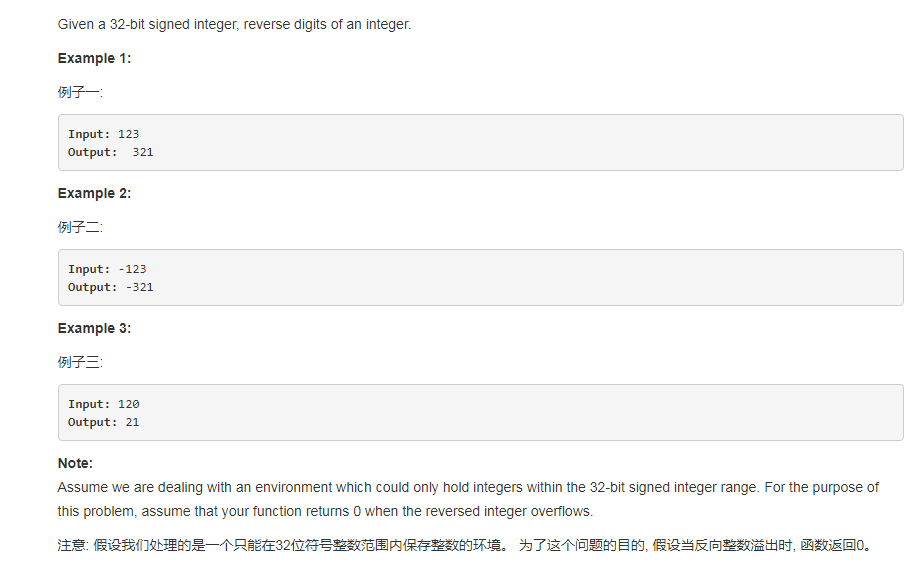 Given a 32-bit signed integer, reverse digits of an integer.
Example 1:
例子一:
Input: 123
Output:  321
Example 2:
例子二:
Input: -123
Output: -321
Example 3:
例子三:
Input: 120
Output: 21
Note:
Assume we are dealing with an environment which could only hold integers within the 32-bit signed integer range. For the purpose of
this problem, assume that your function returns 0 when the reversed integer overflows.
注意: 假设我们处理的是一个只能在32位符号整数范围内保存整数的环境。 为了这个问题的目的, 假设当反向整数溢出时, 函数返回0。